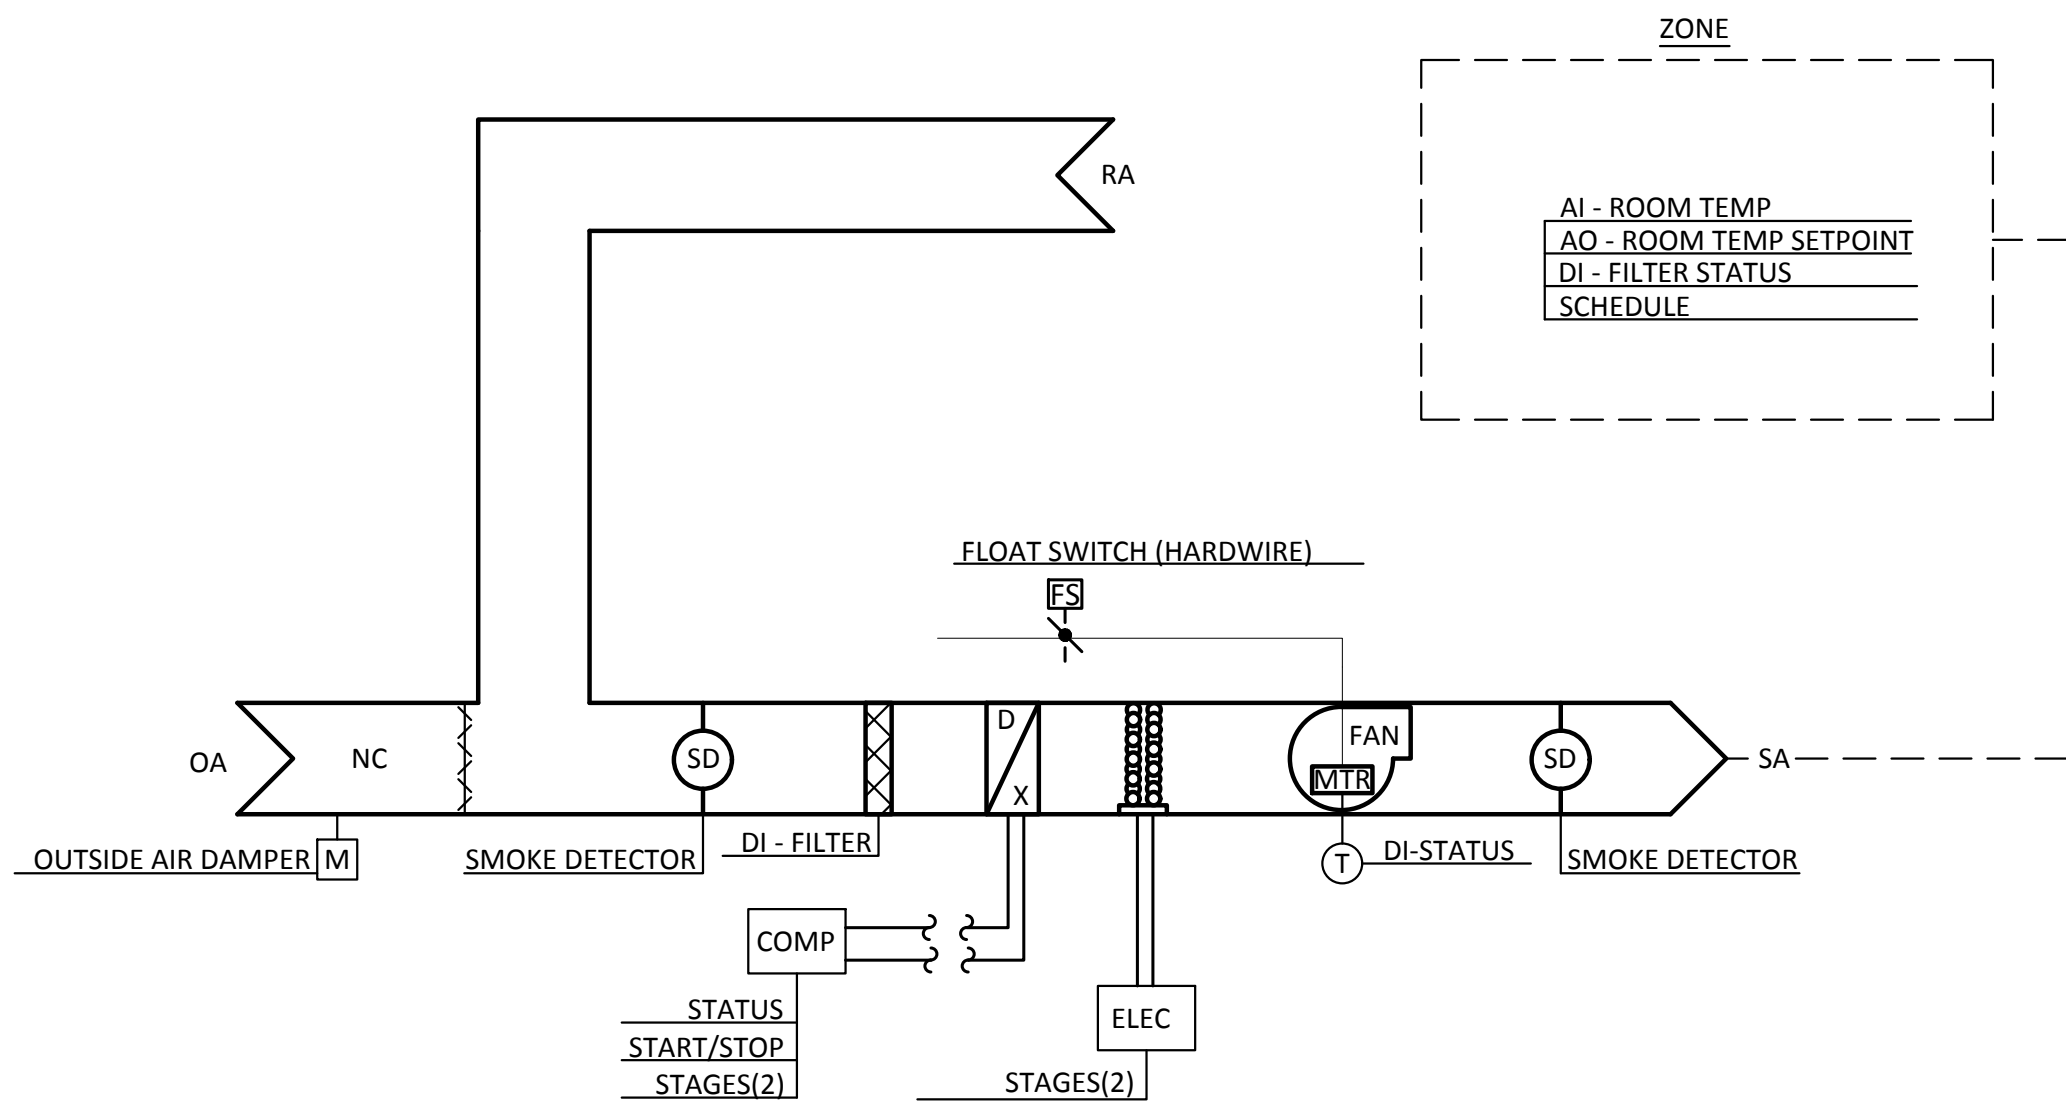 ZONE
RA
AI - ROOM TEMP
AO - ROOM TEMP SETPOINT
DI - FILTER STATUS
SCHEDULE
FLOAT SWITCH (HARDWIRE)
FS
OA
NC
SD
D
X
FAN
MTR
SD
SA
OUTSIDE AIR DAMPER
M
SMOKE DETECTOR
DI - FILTER
T
DI-STATUS
SMOKE DETECTOR
COMP
STATUS
START/STOP
STAGES(2)
ELEC
STAGES(2)